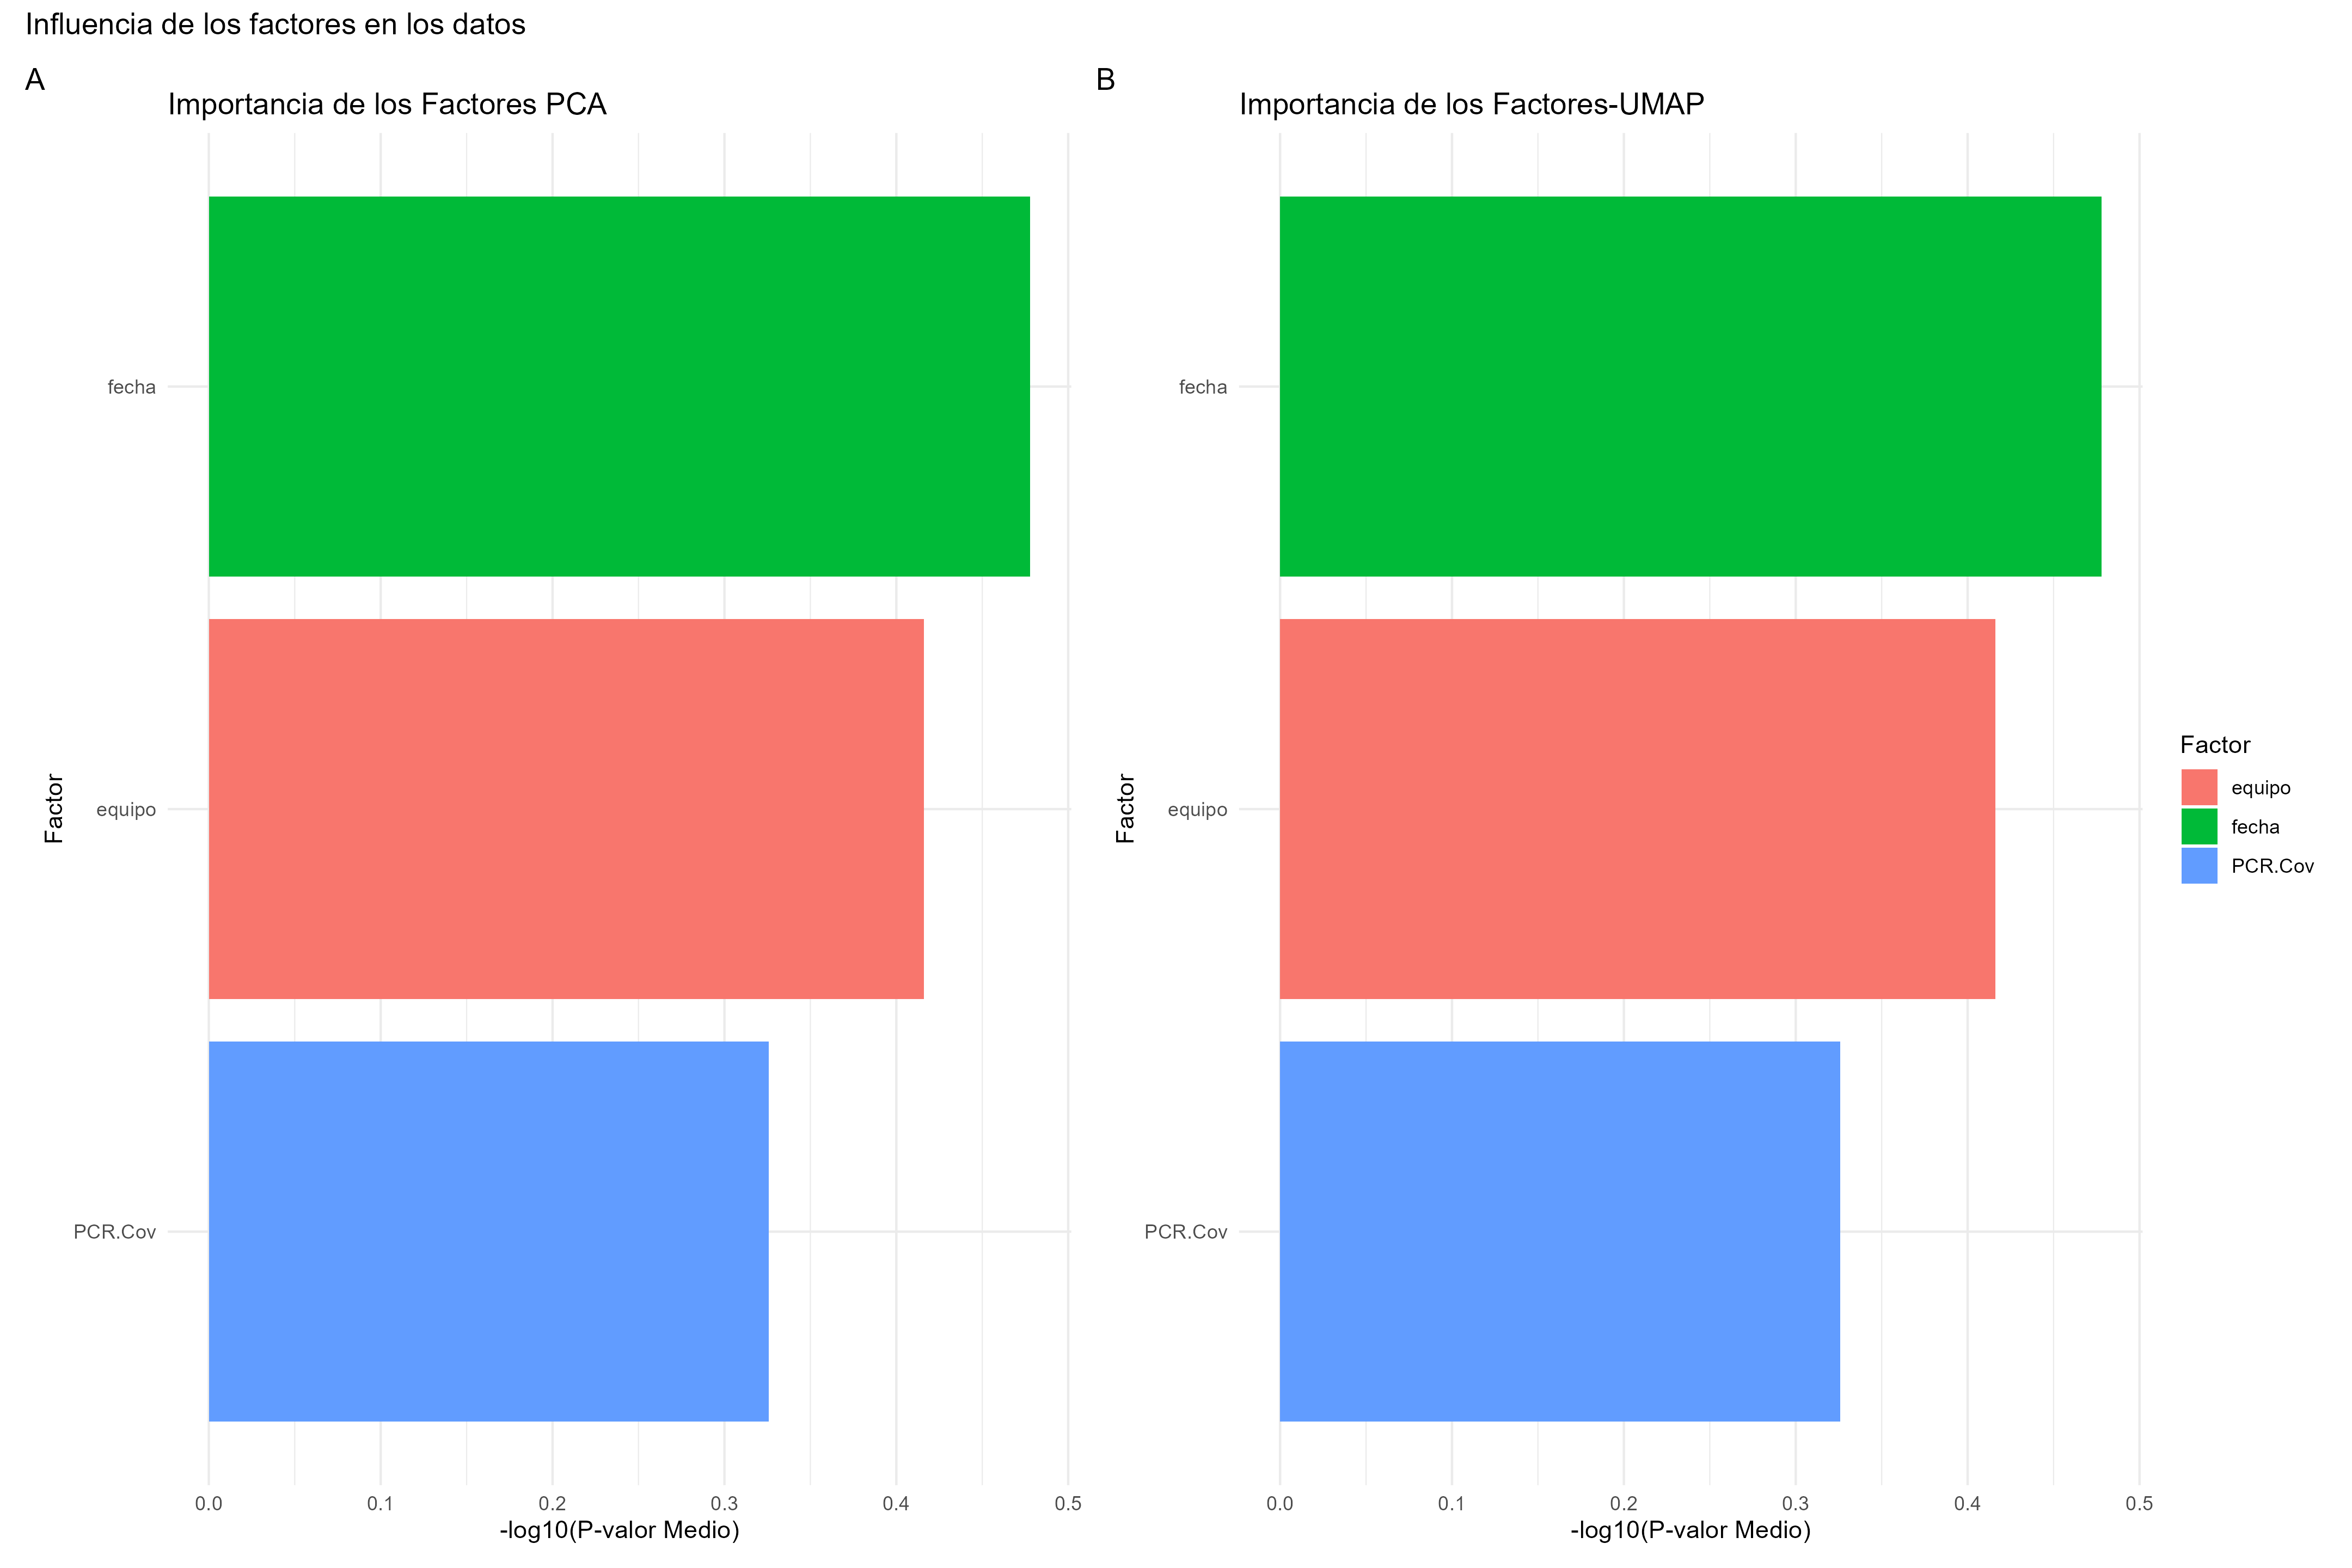 Influencia de los factores en los datos
A
Importancia de los Factores PCA
fecha
equipo
PCR.Cov
Factor
0.0 0.1 0.2 0.3 0.4 0.5
-log10(P-valor Medio)
B
Importancia de los Factores-UMAP
fecha
equipo
PCR.Cov
Factor
0.0 0.1 0.2 0.3 0.4 0.5
-log10(P-valor Medio)
Factor
equipo
fecha
PCR.Cov